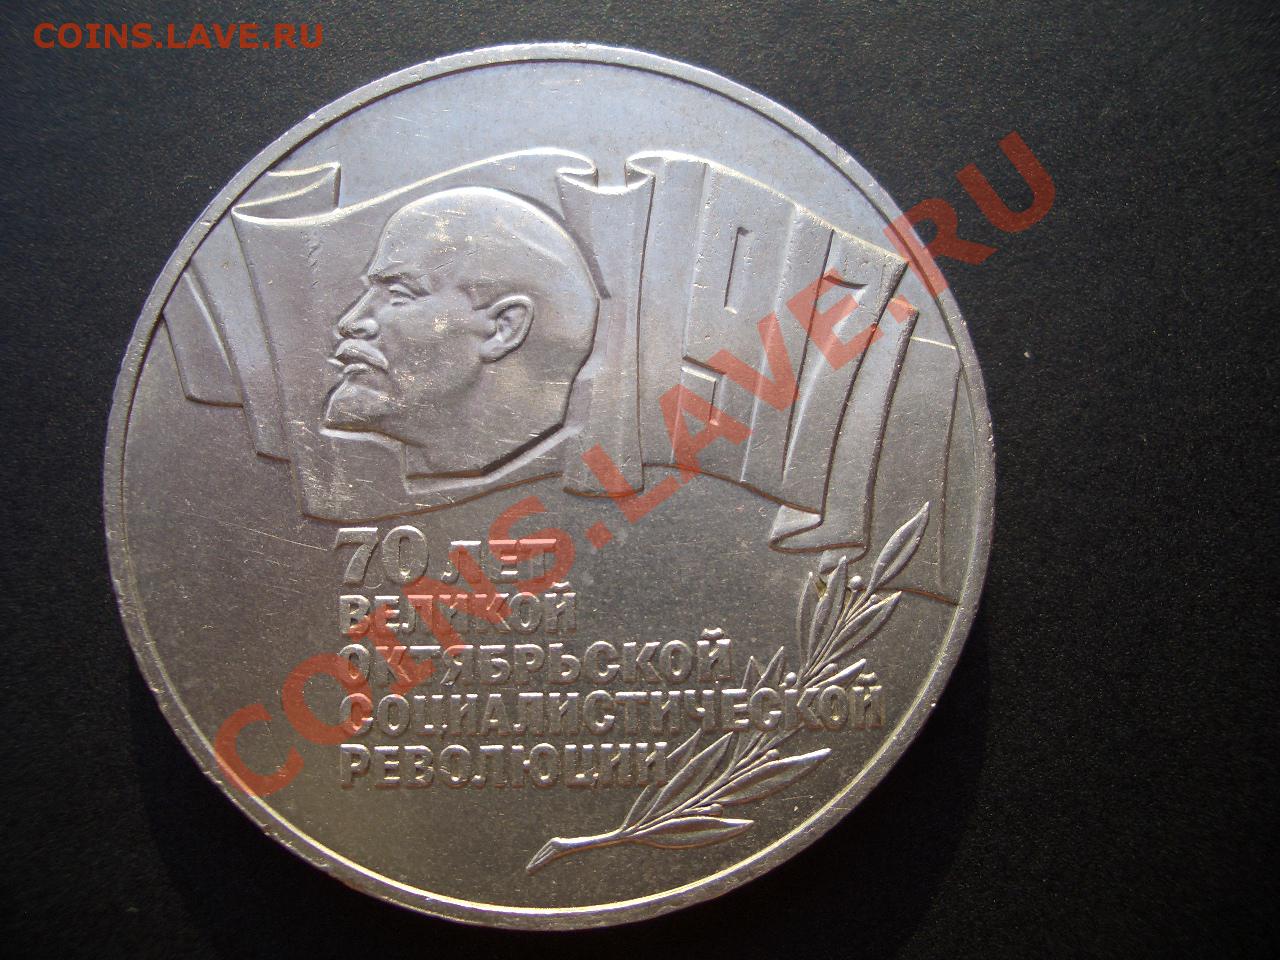 COINS.LAVE.RU
1917
70 ЛЕТ
ВЕЛИКОЙ
ОКТЯБРЬСКОЙ
СОЦИАЛИСТИЧЕСКОЙ
РЕВОЛЮЦИИ
COINS.LAVE.RU